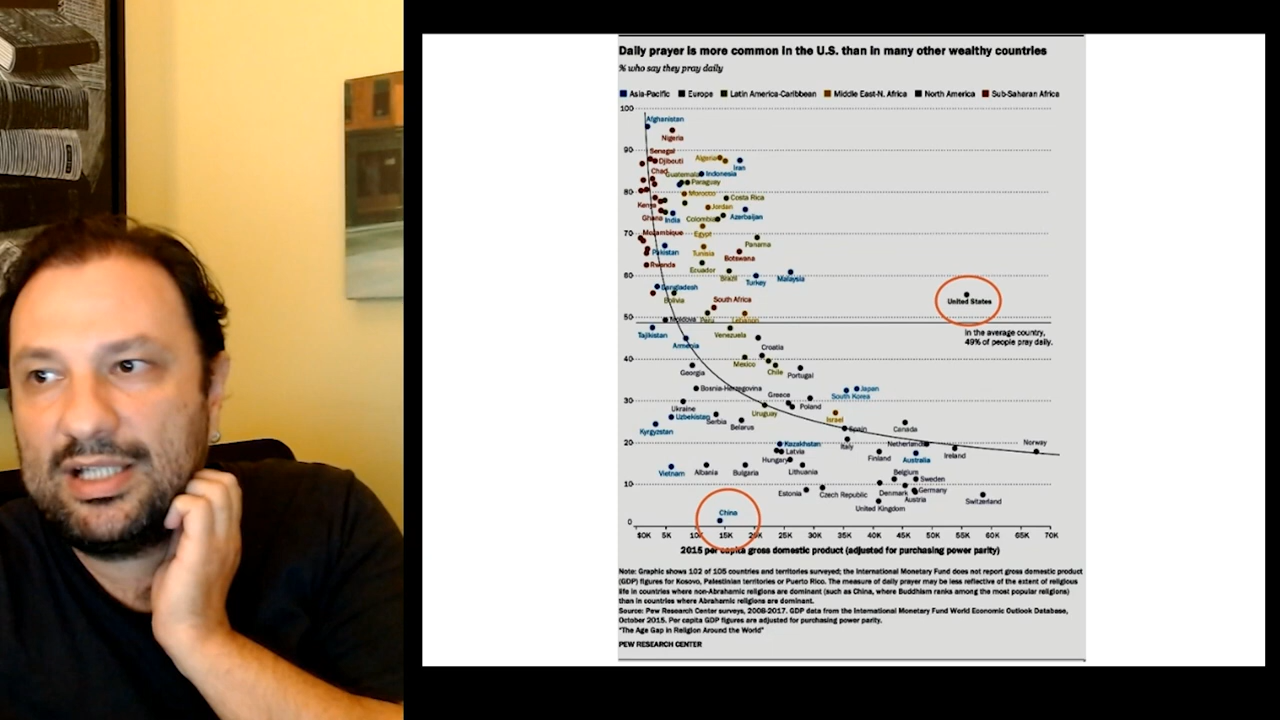 Daily prayer is more common in the U.S. than in many other wealthy countries
% who say they pray daily
Asia-Pacific Europe Latin America-Caribbean Middle East-N. Africa North America Sub-Saharan Africa
100
Afghanistan
Nigeria
90
Senegal
Djibouti
Algeria
Iran
Chad
Guatemala
Indonesia
Paraguay
80
Morocco
Costa Rica
Kenya
Jordan
Ghana
India
Colombia
Azerbaijan
70
Mozambique
Egypt
Panama
Pakistan
Tunisia
Botswana
Rwanda
Ecuador
60
Brazil
Turkey
Malaysia
Bangladesh
Bolivia
South Africa
United States
50
Moldova
Peru
Lebanon
In the average country,
49% of people pray daily.
Tajikistan
Venezuela
Armenia
Croatia
40
Mexico
Georgia
Chile
Portugal
Bosnia-Herzegovina
Japan
South Korea
Greece
30
Ukraine
Poland
Uruguay
Uzbekistan
Serbia
Belarus
Israel
Kyrgyzstan
Spain
Canada
20
Kazakhstan
Italy
Netherlands
Norway
Latvia
Hungary
Finland
Australia
Ireland
Vietnam
Albania
Bulgaria
Lithuania
Belgium
Sweden
10
Estonia
Czech Republic
Denmark
Germany
Austria
Switzerland
United Kingdom
China
0
$0K 5K 10K 15K 20K 25K 30K 35K 40K 45K 50K 55K 60K 65K 70K
2015 per capita gross domestic product (adjusted for purchasing power parity)
Note: Graphic shows 102 of 105 countries and territories surveyed; the International Monetary Fund does not report gross domestic product
(GDP) figures for Kosovo, Palestinian territories or Puerto Rico. The measure of daily prayer may be less reflective of the extent of religious
life in countries where non-Abrahamic religions are dominant (such as China, where Buddhism ranks among the most popular religions)
than in countries where Abrahamic religions are dominant.
Source: Pew Research Center surveys, 2008-2017. GDP data from the International Monetary Fund World Economic Outlook Database,
October 2015. Per capita GDP figures are adjusted for purchasing power parity.
"The Age Gap in Religion Around the World"
PEW RESEARCH CENTER